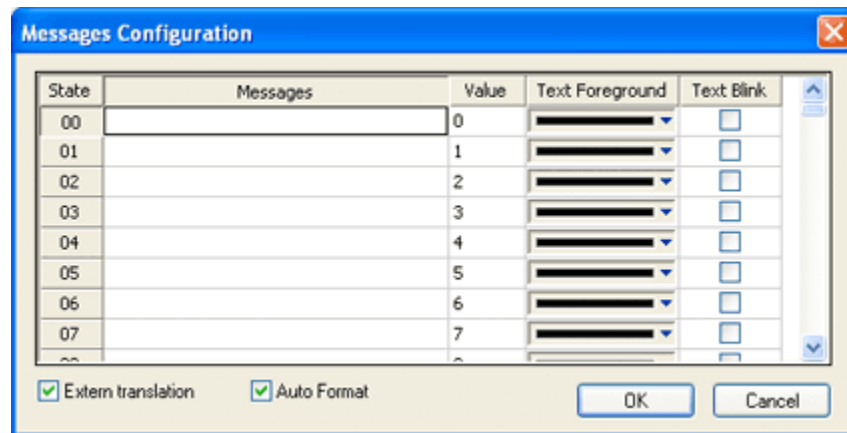 Messages Configuration
State Messages Value Text Foreground Text Blink
00 0
01 1
02 2
03 3
04 4
05 5
06 6
07 7
Extern translation Auto Format OK Cancel